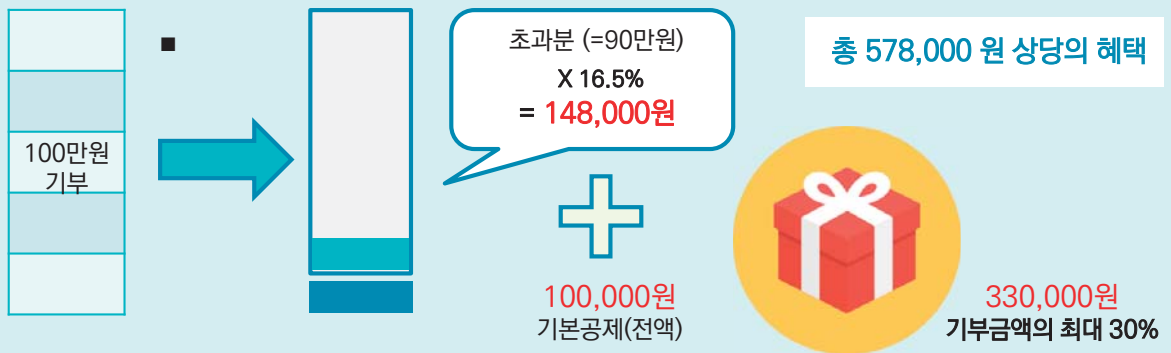 100만원
기부
초과분 (=90만원)
X 16.5%
= 148,000원
총 578,000 원 상당의 혜택
100,000원
기본공제(전액)
330,000원
기부금액의 최대 30%